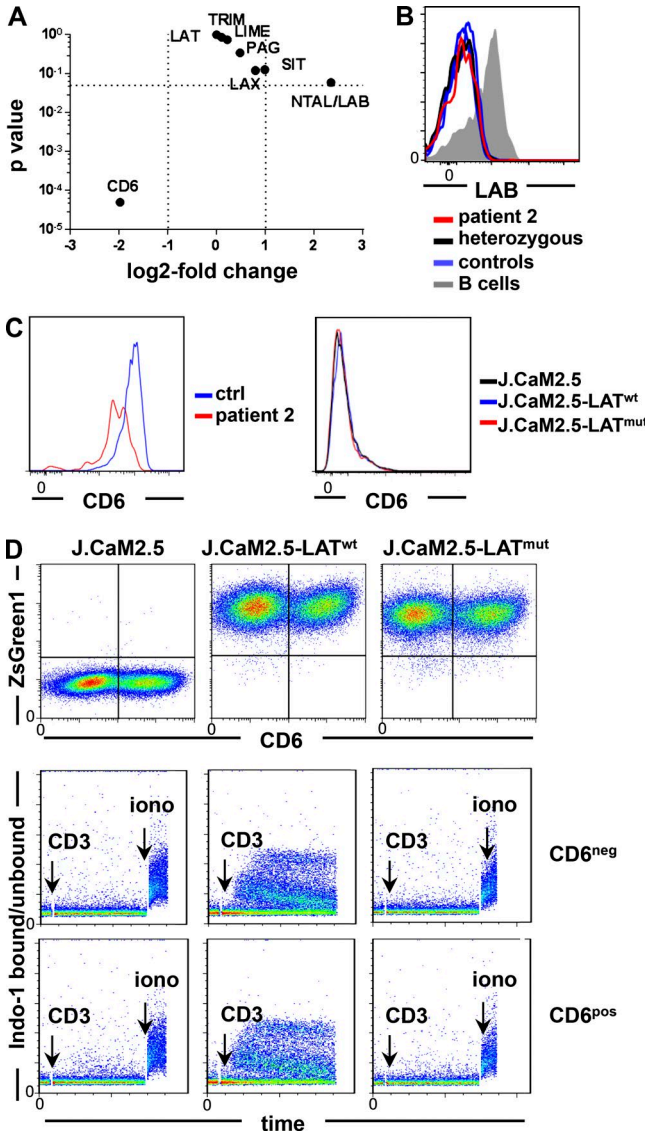 A
p value
10⁰
10⁻¹
10⁻²
10⁻³
10⁻⁴
10⁻⁵
LAT
TRIM
LIME
PAG
LAX
SIT
NTAL/LAB
CD6
-3 -2 -1 0 1 2 3
log2-fold change
B
0
0
LAB
patient 2
heterozygous
controls
B cells
C
0
CD6
ctrl
patient 2
0
CD6
J.CaM2.5
J.CaM2.5-LATʷᵗ
J.CaM2.5-LATᵐᵘᵗ
D
J.CaM2.5 J.CaM2.5-LATʷᵗ J.CaM2.5-LATᵐᵘᵗ
ZsGreen1
0
0 0 0
CD6
Indo-1 bound/unbound
CD3 iono CD3 CD3 iono
CD6ⁿᵉᵍ
0
0 0 0
CD3 iono CD3 CD3 iono
CD6ᵖᵒˢ
0
0 0 0
time